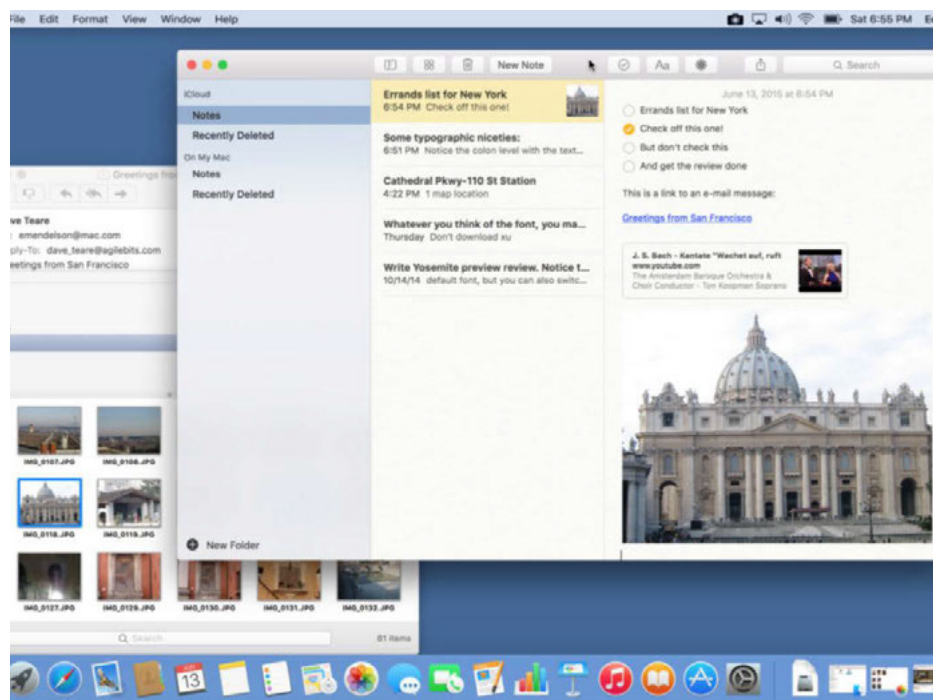 File Edit Format View Window Help
Sat 6:55 PM
New Note
Aa
Search
iCloud
Notes
Recently Deleted
On My Mac
Notes
Recently Deleted
New Folder
Errands list for New York
6:54 PM Check off this one!
Some typographic niceties:
6:51 PM Notice the colon level with the text...
Cathedral Pkwy-110 St Station
4:22 PM 1 map location
Whatever you think of the font, you ma...
Thursday Don't download xu
Write Yosemite preview review. Notice t...
10/14/14 default font, but you can also switc...
June 13, 2015 at 6:54 PM
Errands list for New York
Check off this one!
But don't check this
And get the review done
This is a link to an e-mail message:
Greetings from San Francisco
J. S. Bach - Kantate "Wachet auf, ruft
www.youtube.com
The Amsterdam Baroque Orchestra &
Choir Conductor - Ton Koopman Soprano
Greetings from
ve Teare
emendelson@mac.com
ply-To: dave_teare@agilebits.com
eetings from San Francisco
IMG_0107.JPG IMG_0108.JPG
IMG_0118.JPG IMG_0119.JPG
IMG_0127.JPG IMG_0129.JPG IMG_0130.JPG IMG_0131.JPG IMG_0132.JPG
Search
81 items
13